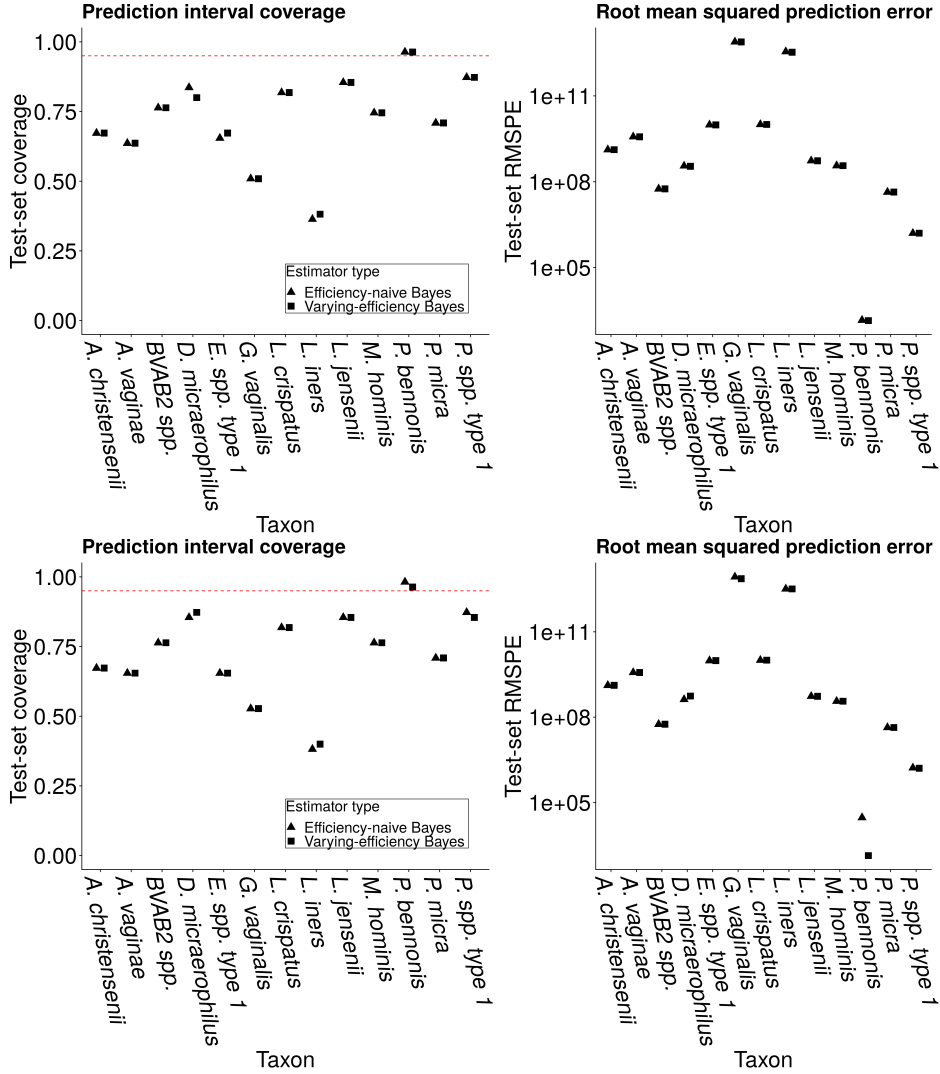 Prediction interval coverage
Test-set coverage
1.00
0.75
0.50
0.25
0.00
Estimator type
Efficiency-naive Bayes
Varying-efficiency Bayes
A. christensenii
A. vaginae
BVAB2 spp.
D. micraerophilus
E. spp. type 1
G. vaginalis
L. crispatus
L. iners
L. jensenii
M. hominis
P. bennonis
P. micra
P. spp. type 1
Taxon
Root mean squared prediction error
Test-set RMSPE
1e+11
1e+08
1e+05
A. christensenii
A. vaginae
BVAB2 spp.
D. micraerophilus
E. spp. type 1
G. vaginalis
L. crispatus
L. iners
L. jensenii
M. hominis
P. bennonis
P. micra
P. spp. type 1
Taxon
Prediction interval coverage
Test-set coverage
1.00
0.75
0.50
0.25
0.00
Estimator type
Efficiency-naive Bayes
Varying-efficiency Bayes
A. christensenii
A. vaginae
BVAB2 spp.
D. micraerophilus
E. spp. type 1
G. vaginalis
L. crispatus
L. iners
L. jensenii
M. hominis
P. bennonis
P. micra
P. spp. type 1
Taxon
Root mean squared prediction error
Test-set RMSPE
1e+11
1e+08
1e+05
A. christensenii
A. vaginae
BVAB2 spp.
D. micraerophilus
E. spp. type 1
G. vaginalis
L. crispatus
L. iners
L. jensenii
M. hominis
P. bennonis
P. micra
P. spp. type 1
Taxon